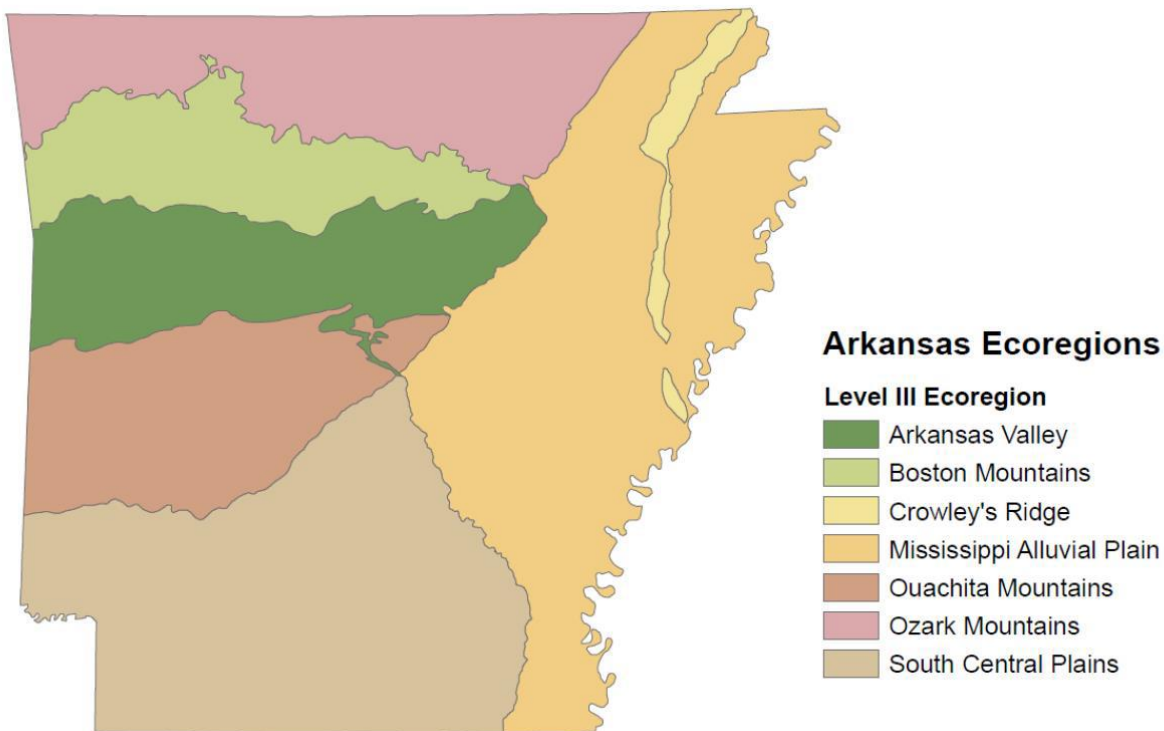 Arkansas Ecoregions
Level III Ecoregion
Arkansas Valley
Boston Mountains
Crowley's Ridge
Mississippi Alluvial Plain
Ouachita Mountains
Ozark Mountains
South Central Plains